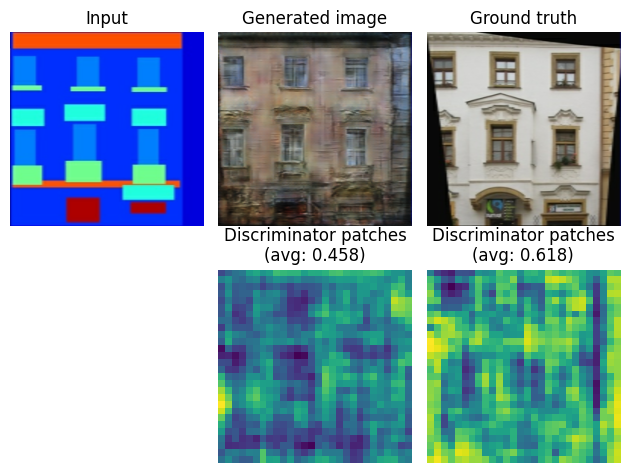 Input
Generated image
Ground truth
Discriminator patches
(avg: 0.458)
Discriminator patches
(avg: 0.618)